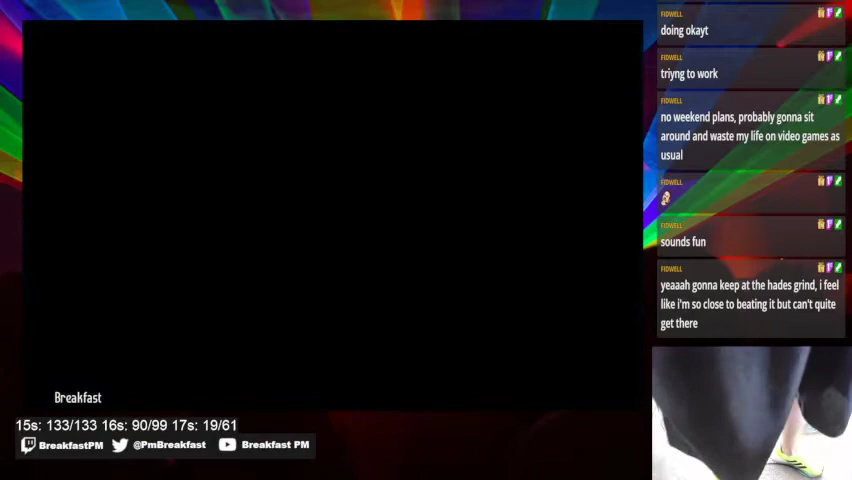 FIDWELL
doing okayt
FIDWELL
triyng to work
FIDWELL
no weekend plans, probably gonna sit
around and waste my life on video games as
usual
FIDWELL
FIDWELL
sounds fun
FIDWELL
yeaaah gonna keep at the hades grind, i feel
like i'm so close to beating it but can't quite
get there
Breakfast
15s: 133/133 16s: 90/99 17s: 19/61
BreakfastPM @PmBreakfast Breakfast PM